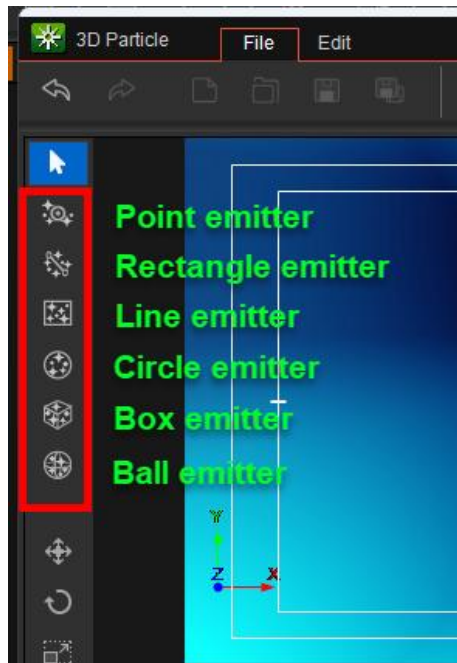 3D Particle File Edit
Point emitter
Rectangle emitter
Line emitter
Circle emitter
Box emitter
Ball emitter
Y
Z X